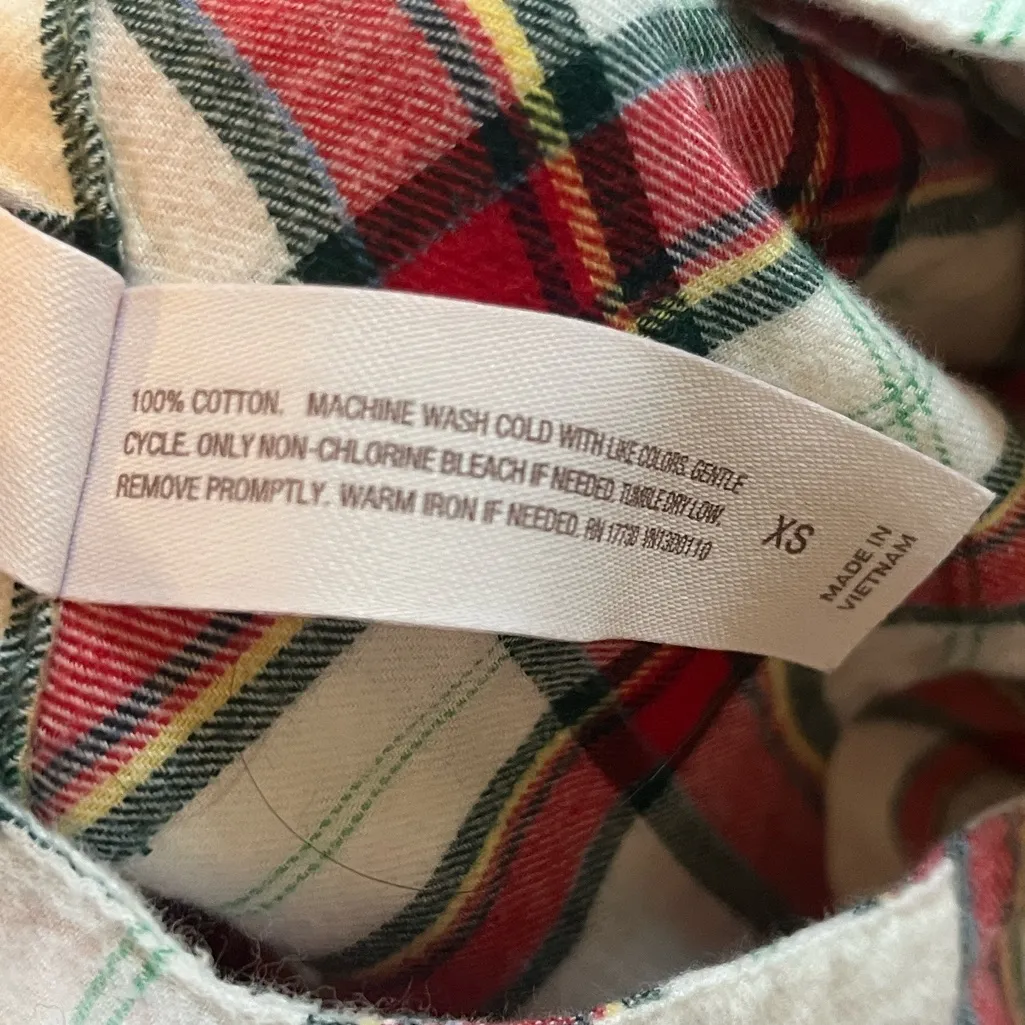 100% COTTON. MACHINE WASH COLD WITH LIKE COLORS. GENTLE
CYCLE. ONLY NON-CHLORINE BLEACH IF NEEDED. TUMBLE DRY LOW.
REMOVE PROMPTLY. WARM IRON IF NEEDED. RN 17730 VN1300110
XS
MADE IN
VIETNAM